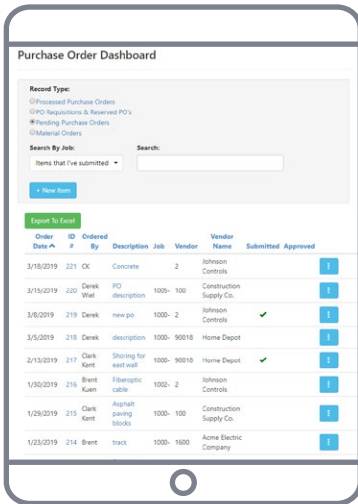 Purchase Order Dashboard
Record Type:
Processed Purchase Orders
PO Requisitions & Reserved PO's
Pending Purchase Orders
Material Orders
Search By Job: Search:
Items that I've submitted
+ New Item
Export To Excel
Order Date ID # Ordered By Description Job Vendor Vendor Name Submitted Approved
3/18/2019 221 CK Concrete 2 Johnson Controls
3/15/2019 220 Derek Wiel PO description 1005- 100 Construction Supply Co.
3/8/2019 219 Derek new po 1000- 2 Johnson Controls
3/5/2019 218 Derek description 1000- 90018 Home Depot
2/13/2019 217 Clark Kent Shoring for east wall 1000- 90018 Home Depot
1/30/2019 216 Brent Kuen Fiberoptic cable 1002- 2 Johnson Controls
1/29/2019 215 Clark Kent Asphalt paving blocks 1000- 100 Construction Supply Co.
1/23/2019 214 Brent track 1000- 1600 Acme Electric Company